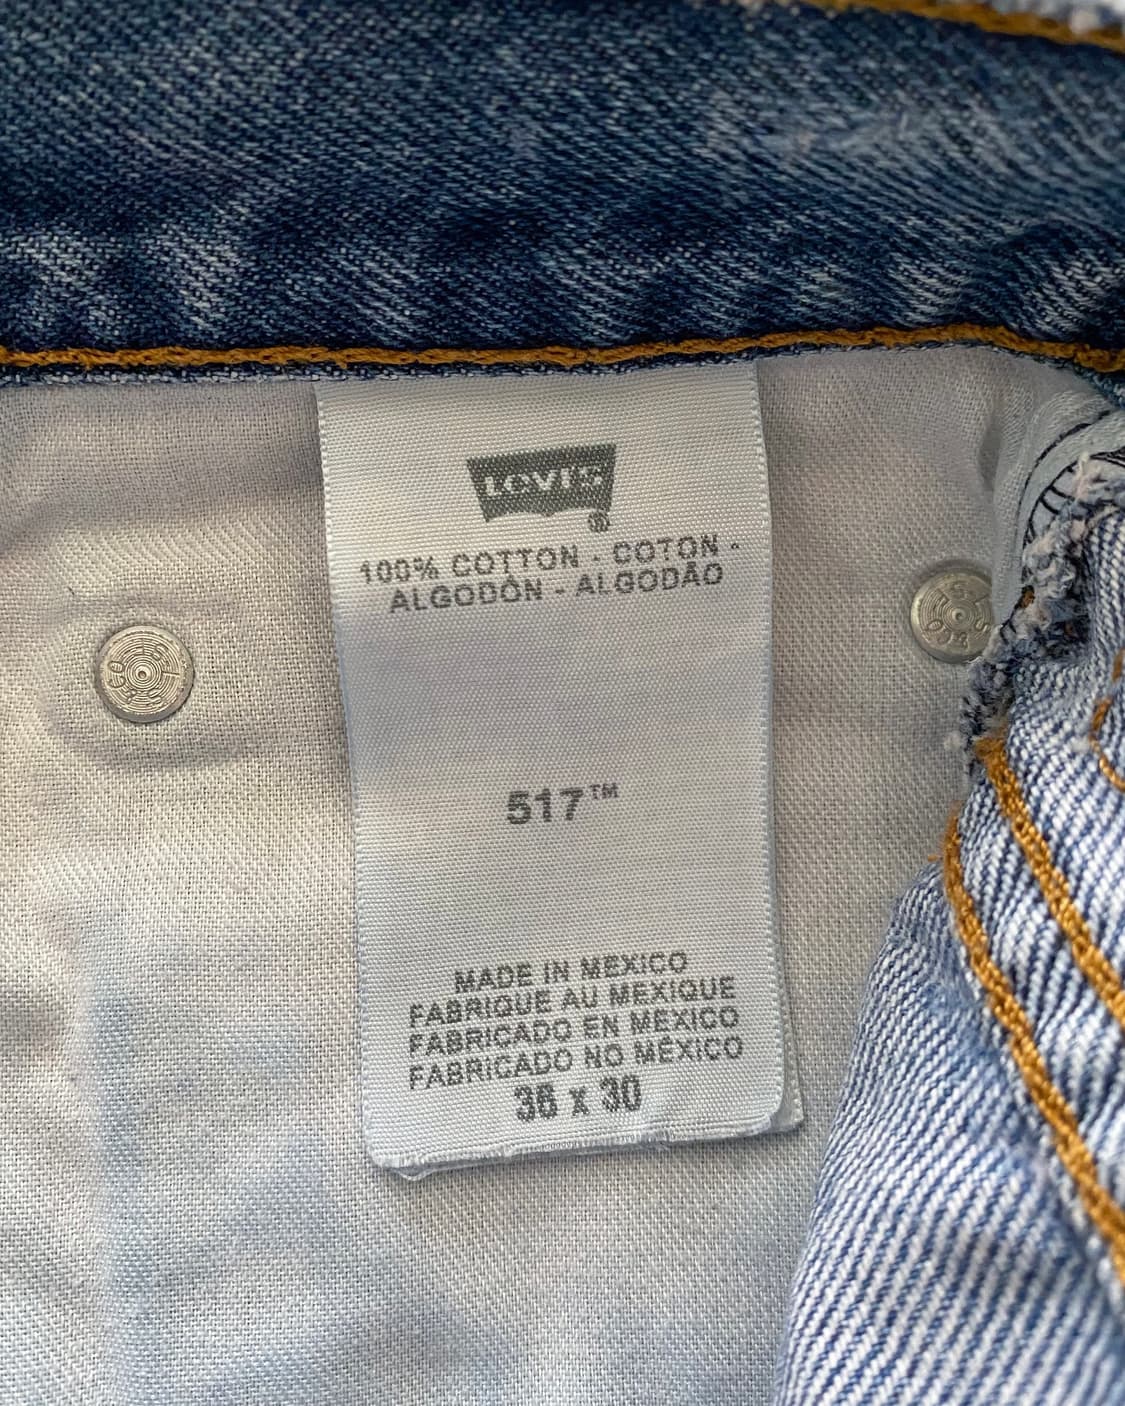 LEVI'S
®
100% COTTON - COTON -
ALGODÓN - ALGODÃO
517™
MADE IN MEXICO
FABRIQUE AU MEXIQUE
FABRICADO EN MÉXICO
FABRICADO NO MÉXICO
36 x 30